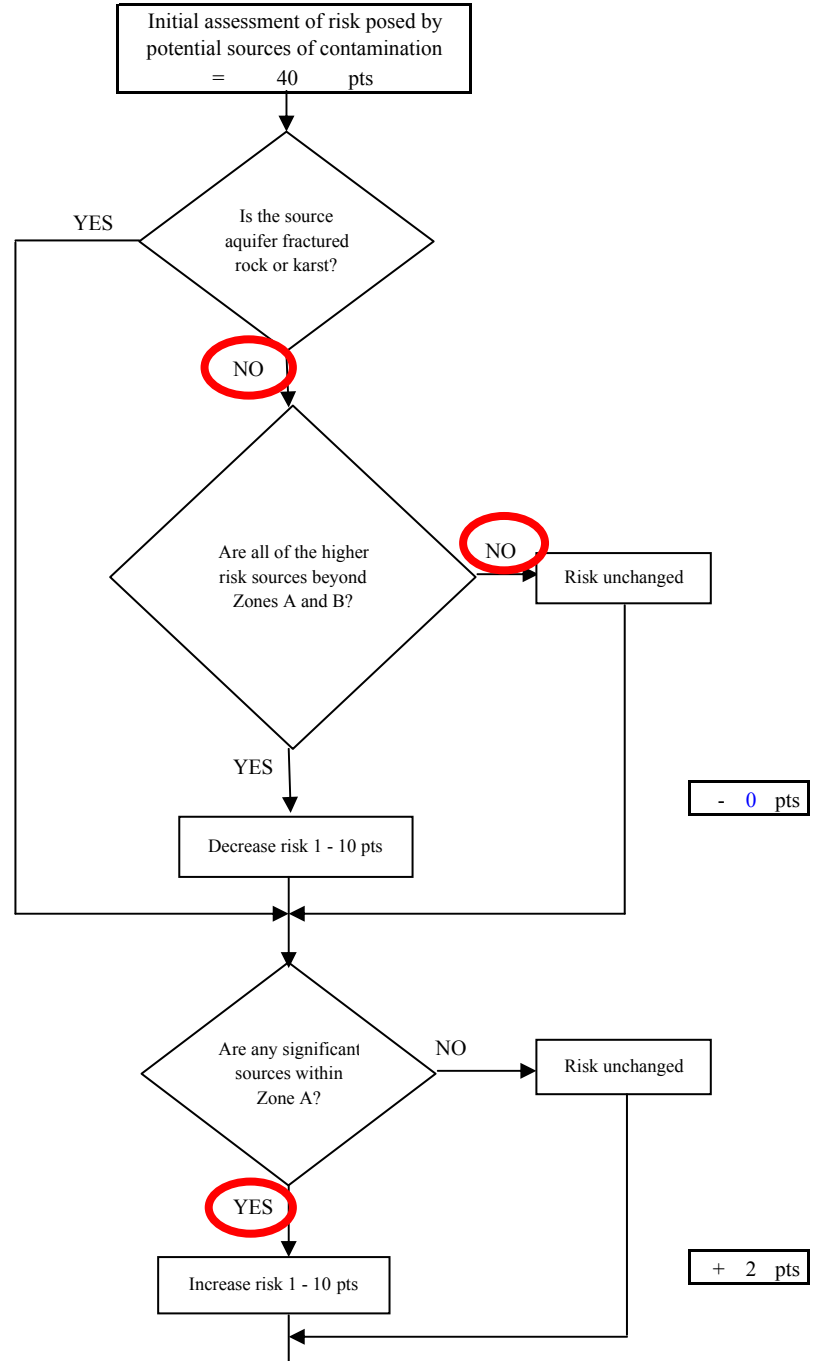 Initial assessment of risk posed by
potential sources of contamination
= 40 pts
YES
Is the source
aquifer fractured
rock or karst?
NO
Are all of the higher
risk sources beyond
Zones A and B?
NO
Risk unchanged
YES
- 0 pts
Decrease risk 1 - 10 pts
Are any significant
sources within
Zone A?
NO
Risk unchanged
YES
+ 2 pts
Increase risk 1 - 10 pts